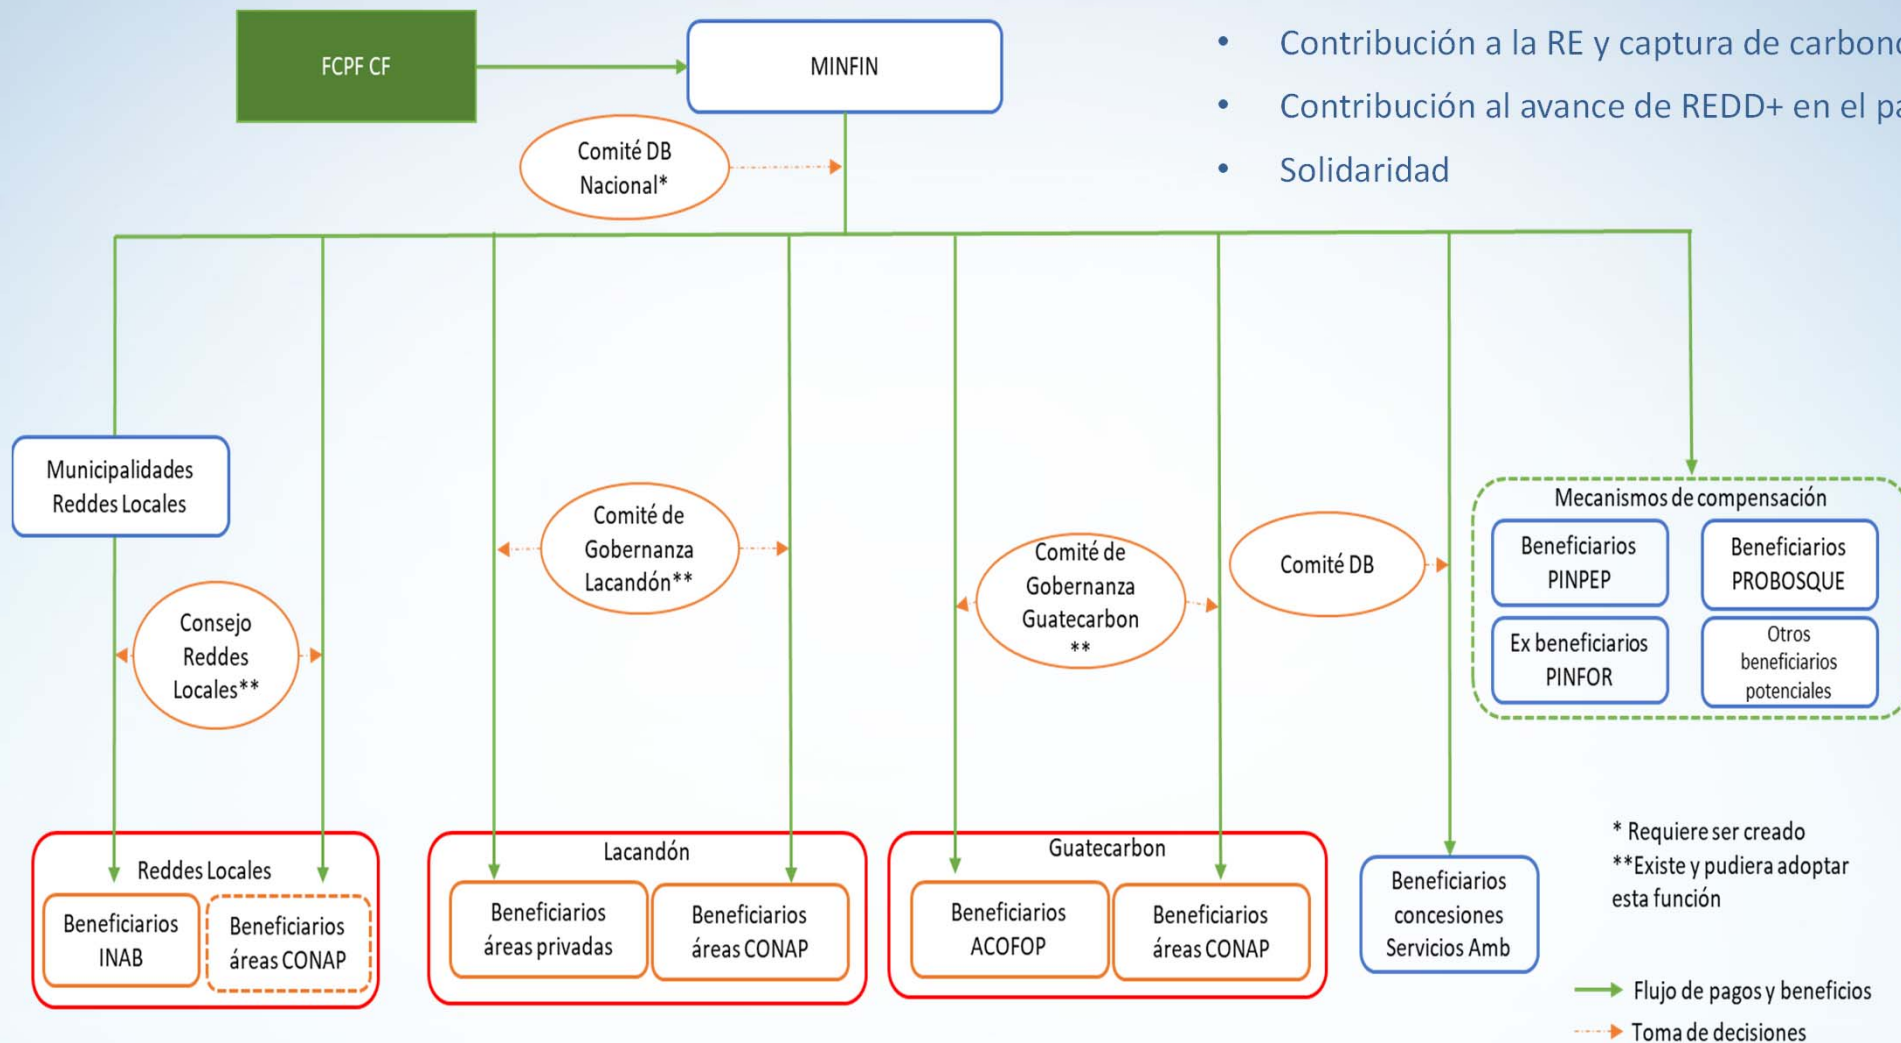 FCPF CF
MINFIN
• Contribución a la RE y captura de carbono
• Contribución al avance de REDD+ en el
• Solidaridad
Comité DB
Nacional*
Municipalidades
Reddes Locales
Consejo
Reddes
Locales**
Comité de
Gobernanza
Lacandón**
Comité de
Gobernanza
Guatecarbon
**
Comité DB
Mecanismos de compensación
Beneficiarios
PINPEP
Beneficiarios
PROBOSQUE
Ex beneficiarios
PINFOR
Otros
beneficiarios
potenciales
Reddes Locales
Beneficiarios
INAB
Beneficiarios
áreas CONAP
Lacandón
Beneficiarios
áreas privadas
Beneficiarios
áreas CONAP
Guatecarbon
Beneficiarios
ACOFOP
Beneficiarios
áreas CONAP
Beneficiarios
concesiones
Servicios Amb
* Requiere ser creado
**Existe y pudiera adoptar
esta función
Flujo de pagos y beneficios
Toma de decisiones